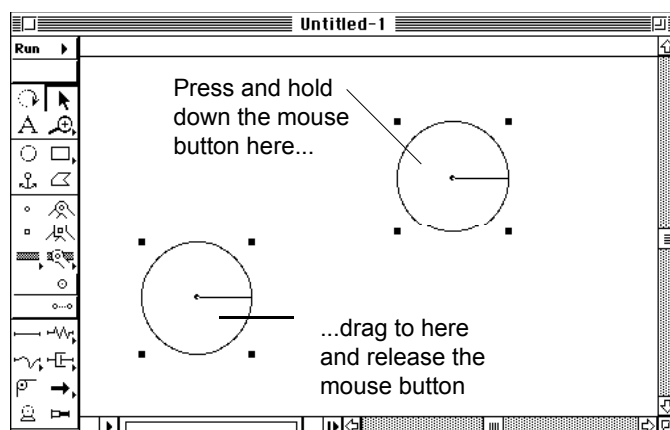 Untitled-1
Run
Press and hold
down the mouse
button here...
A
...drag to here
and release the
mouse button